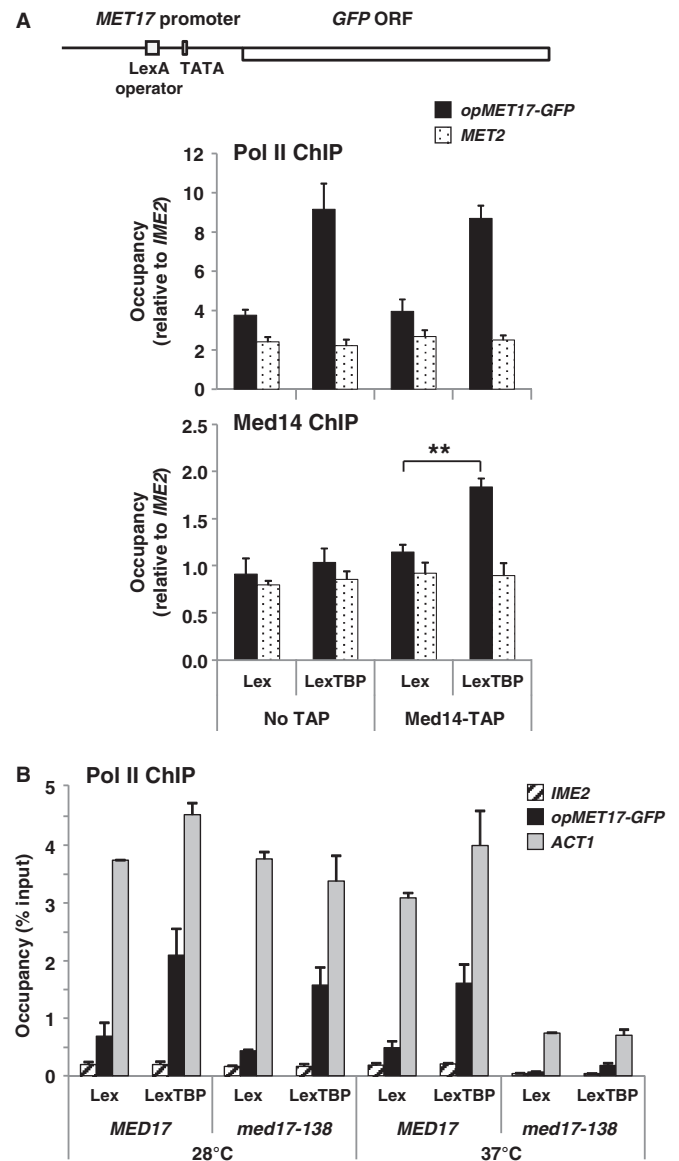 A
MET17 promoter
GFP ORF
LexA operator
TATA
opMET17-GFP
MET2
Pol II ChIP
Occupancy
(relative to IME2)
12
10
8
6
4
2
0
Med14 ChIP
Occupancy
(relative to IME2)
2.5
2.0
1.5
1.0
0.5
0.0
**
Lex LexTBP Lex LexTBP
No TAP Med14-TAP
B
Pol II ChIP
IME2
opMET17-GFP
ACT1
Occupancy (% input)
5
4
3
2
1
0
Lex LexTBP Lex LexTBP Lex LexTBP Lex LexTBP
MED17 med17-138 MED17 med17-138
28°C 37°C